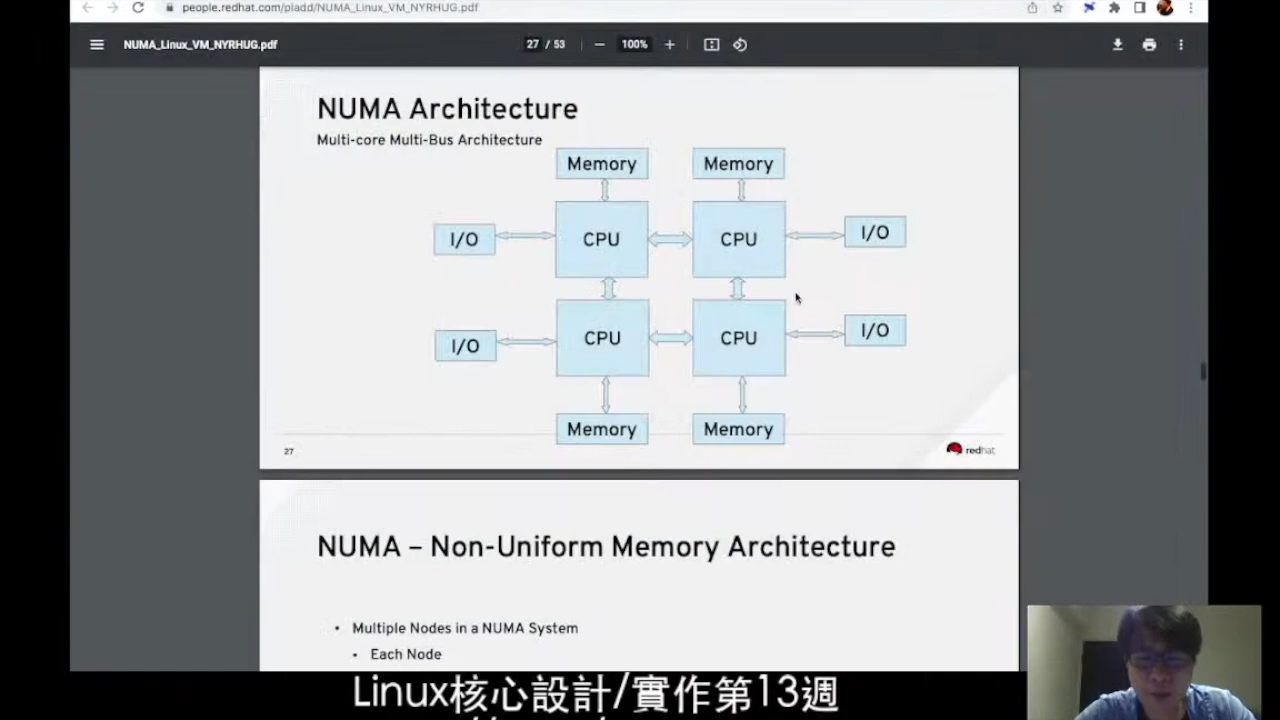 people.redhat.com/piadd/NUMA_Linux_VM_NYRHUG.pdf
NUMA_Linux_VM_NYRHUG.pdf
27 / 53
100%
NUMA Architecture
Multi-core Multi-Bus Architecture
Memory Memory
I/O CPU CPU I/O
I/O CPU CPU I/O
Memory Memory
27
redhat
NUMA – Non-Uniform Memory Architecture
• Multiple Nodes in a NUMA System
• Each Node
Linux核心設計/實作第13週